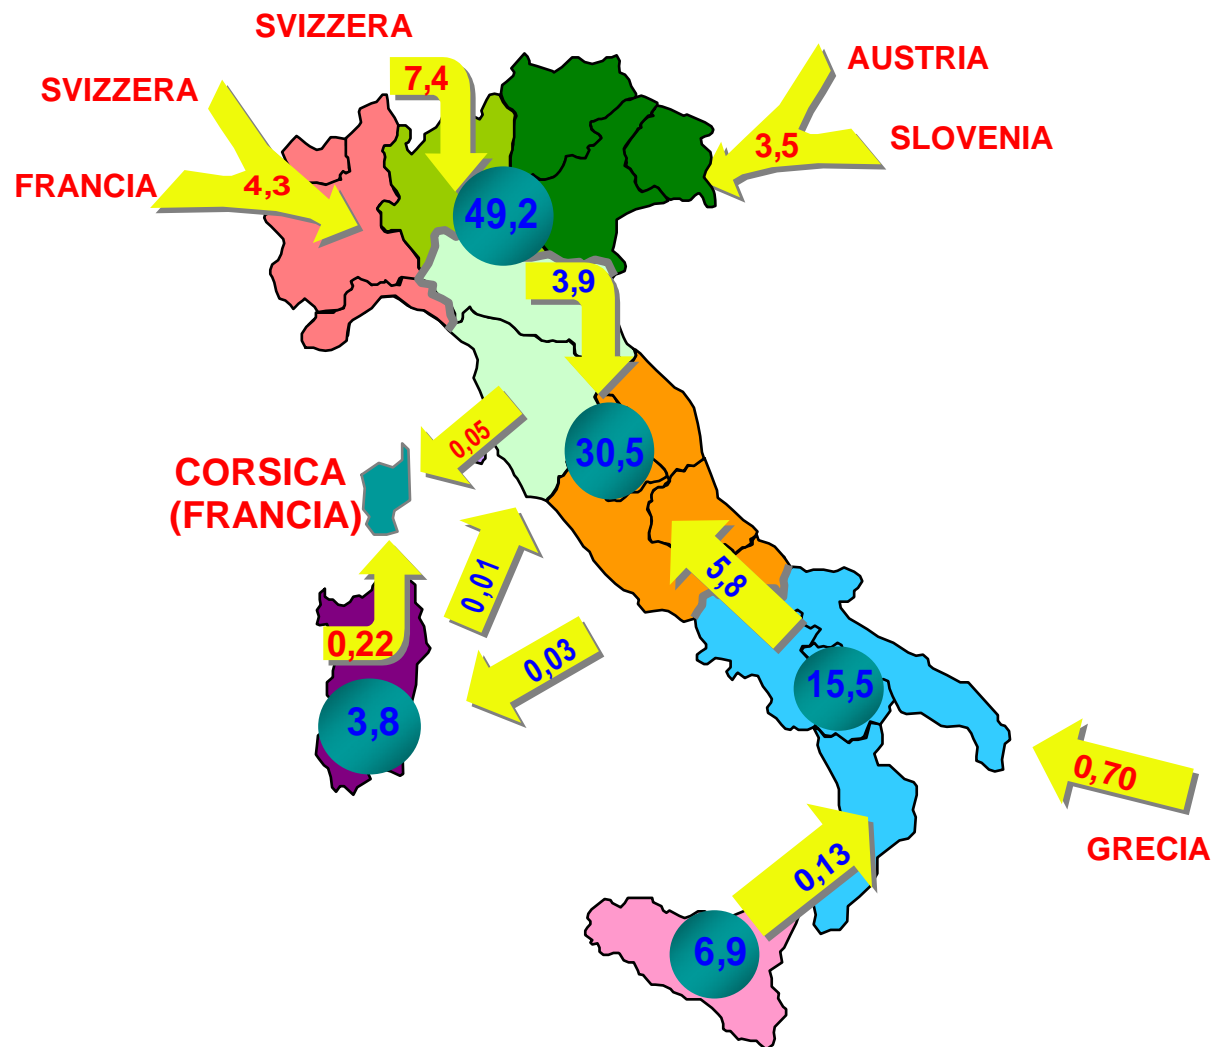 SVIZZERA
SVIZZERA
7,4
AUSTRIA
SLOVENIA
3,5
FRANCIA
4,3
49,2
3,9
0,05
30,5
CORSICA
(FRANCIA)
0,01
5,8
0,22
0,03
3,8
15,5
0,70
GRECIA
0,13
6,9